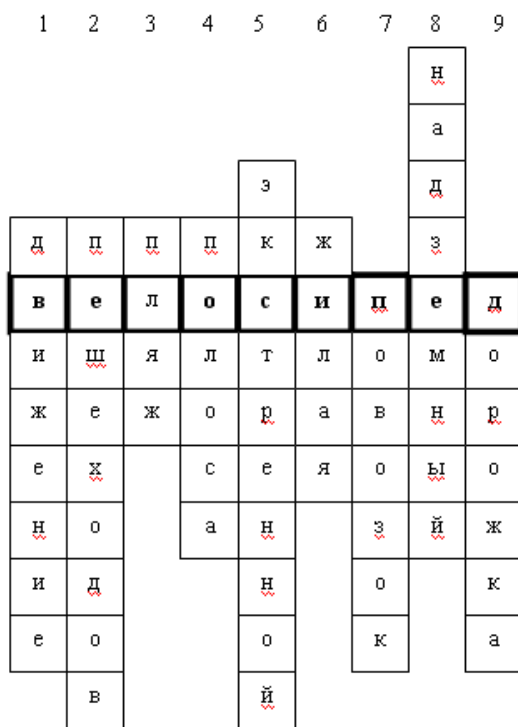 1 2 3 4 5 6 7 8 9
н
а
э д
д п п п к ж з
в е л о с и п е д
и ш я л т л о м о
ж е ж о р а в н р
е х с е я о ы о
н о а н з й ж
и д н о к
е о о к а
в й